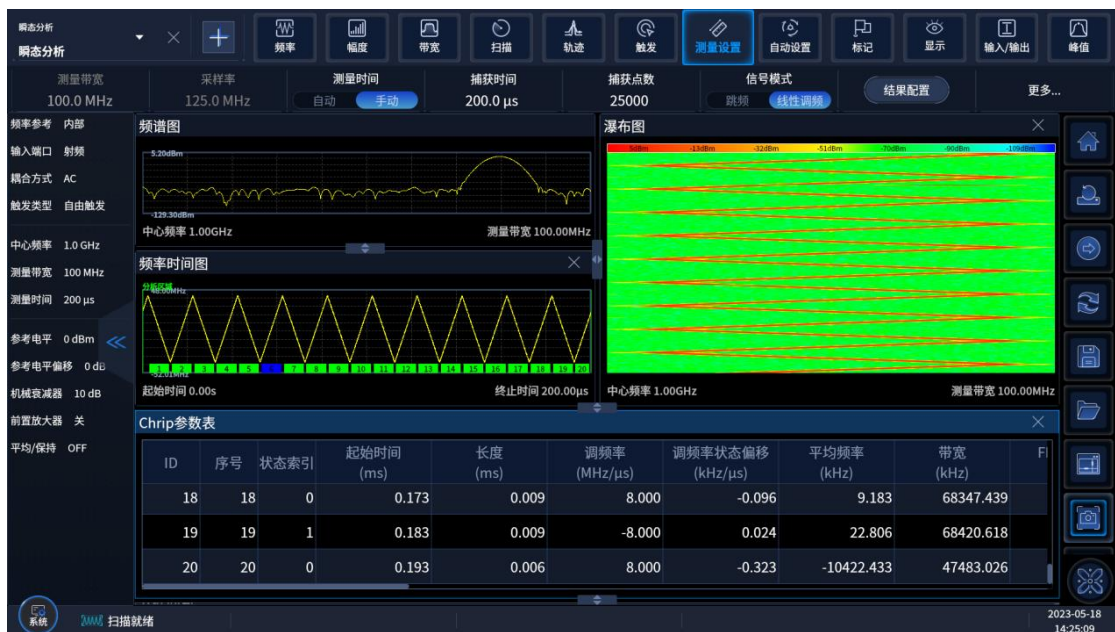 瞬态分析
瞬态分析
频率
幅度
带宽
扫描
轨迹
触发
测量设置
自动设置
标记
显示
输入/输出
峰值
测量带宽
100.0 MHz
采样率
125.0 MHz
测量时间
自动 手动
捕获时间
200.0 µs
捕获点数
25000
信号模式
跳频 线性调频
结果配置
更多...
频率参考 内部
输入端口 射频
耦合方式 AC
触发类型 自由触发
中心频率 1.0 GHz
测量带宽 100 MHz
测量时间 200 µs
参考电平 0 dBm
参考电平偏移 0 dB
机械衰减器 10 dB
前置放大器 关
平均/保持 OFF
频谱图
5.20dBm
-129.30dBm
中心频率 1.00GHz 测量带宽 100.00MHz
频率时间图
分析区域
48.00MHz
1 2 3 4 5 6 7 8 9 10 11 12 13 14 15 16 17 18 19 20
-52.01MHz
起始时间 0.00s 终止时间 200.00µs
瀑布图
5dBm -13dBm -32dBm -51dBm -70dBm -90dBm -109dBm
中心频率 1.00GHz 测量带宽 100.00MHz
Chrip参数表
ID 序号 状态索引 起始时间 (ms) 长度 (ms) 调频率 (MHz/µs) 调频率状态偏移 (kHz/µs) 平均频率 (kHz) 带宽 (kHz)
18 18 0 0.173 0.009 8.000 -0.096 9.183 68347.439
19 19 1 0.183 0.009 -8.000 0.024 22.806 68420.618
20 20 0 0.193 0.006 8.000 -0.323 -10422.433 47483.026
系统
扫描就绪
2023-05-18
14:25:09